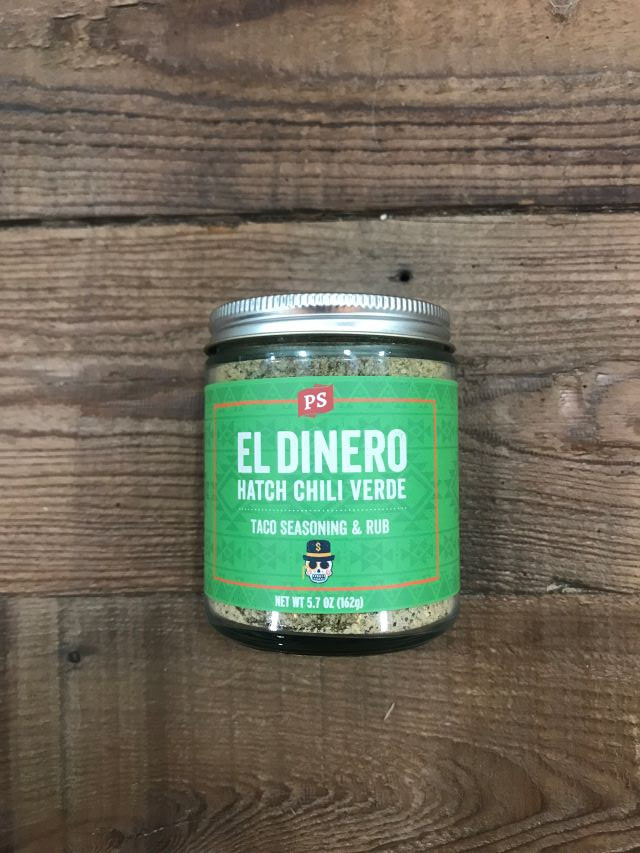 PS
EL DINERO
HATCH CHILI VERDE
TACO SEASONING & RUB
$
NET WT 5.7 OZ (162g)